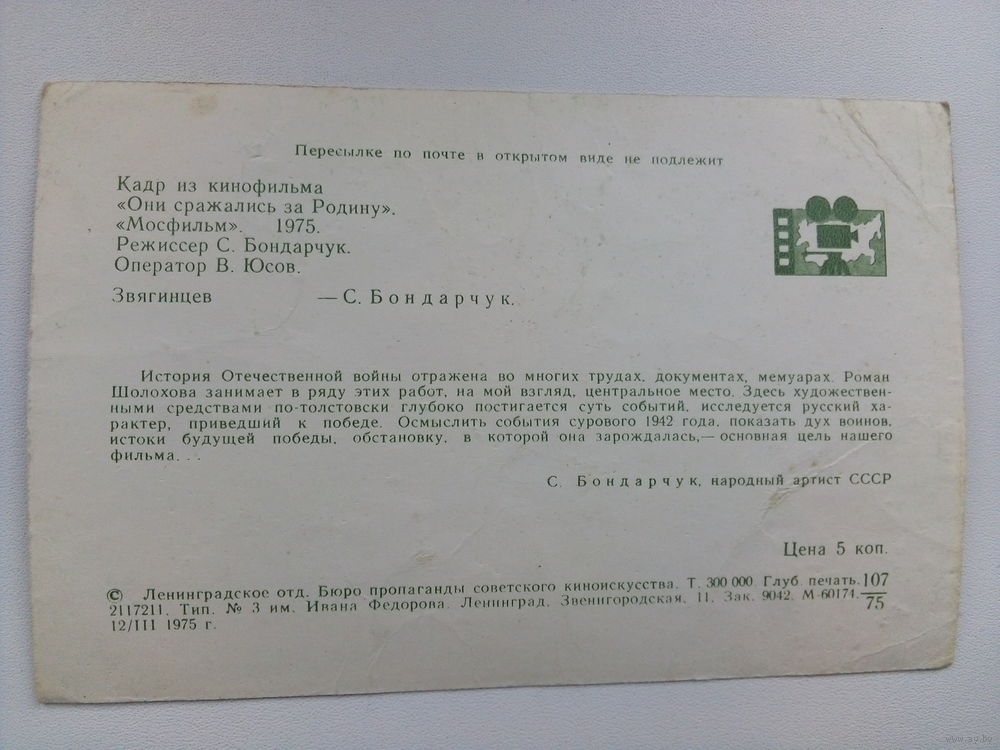 Пересылке по почте в открытом виде не подлежит
Кадр из кинофильма
«Они сражались за Родину».
«Мосфильм». 1975.
Режиссер С. Бондарчук.
Оператор В. Юсов.
Звягинцев — С. Бондарчук.
История Отечественной войны отражена во многих трудах, документах, мемуарах. Роман
Шолохова занимает в ряду этих работ, на мой взгляд, центральное место. Здесь художествен-
ными средствами по-толстовски глубоко постигается суть событий, исследуется русский ха-
рактер, приведший к победе. Осмыслить события сурового 1942 года, показать дух воинов,
истоки будущей победы, обстановку, в которой она зарождалась,— основная цель нашего
фильма. . .
С. Бондарчук, народный артист СССР
Цена 5 коп.
© Ленинградское отд. Бюро пропаганды советского киноискусства. Т. 300 000 Глуб. печать. 107
2117211. Тип. № 3 им. Ивана Федорова. Ленинград, Звенигородская, 11. Зак. 9042. М-60174. 75
12/III 1975 г.
www.ay.by